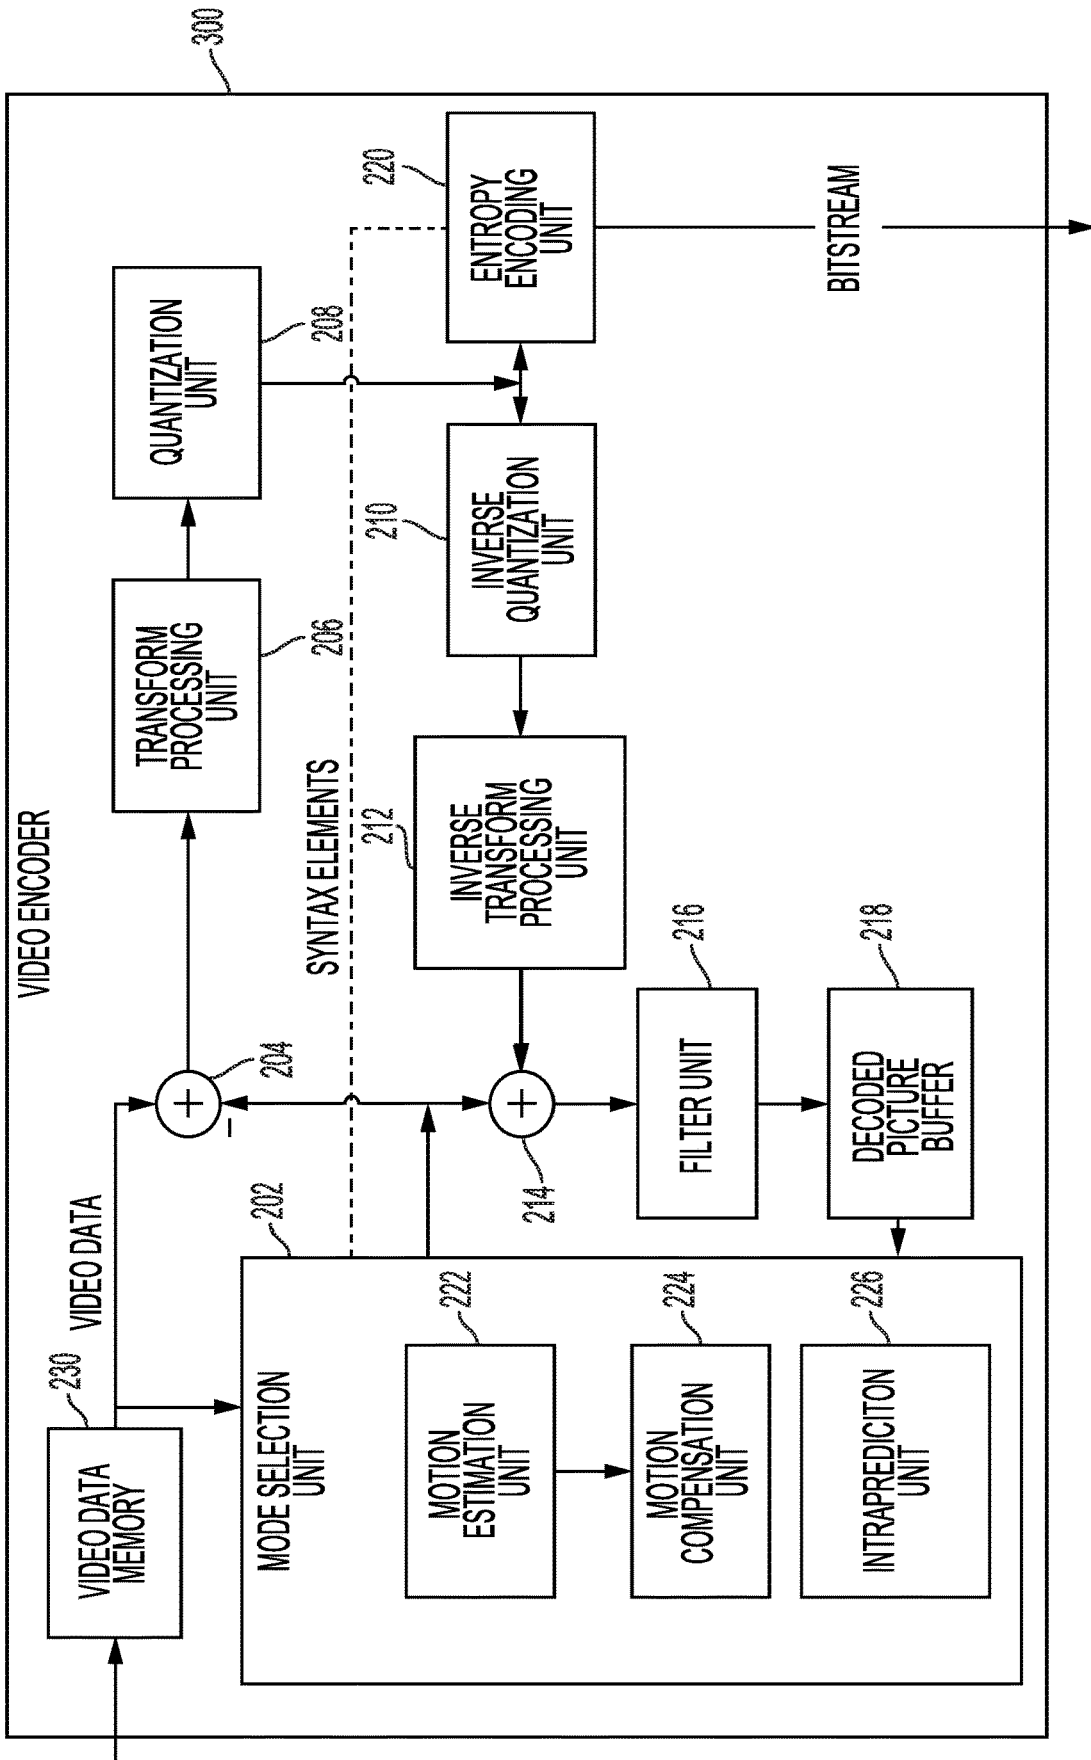 300
VIDEO ENCODER
230
VIDEO DATA
MEMORY
VIDEO DATA
204
+
–
TRANSFORM
PROCESSING
UNIT
206
QUANTIZATION
UNIT
208
SYNTAX ELEMENTS
220
ENTROPY
ENCODING
UNIT
BITSTREAM
210
INVERSE
QUANTIZATION
UNIT
212
INVERSE
TRANSFORM
PROCESSING
UNIT
+
214
216
FILTER UNIT
218
DECODED
PICTURE
BUFFER
202
MODE SELECTION
UNIT
222
MOTION
ESTIMATION
UNIT
224
MOTION
COMPENSATION
UNIT
226
INTRAPREDICITON
UNIT